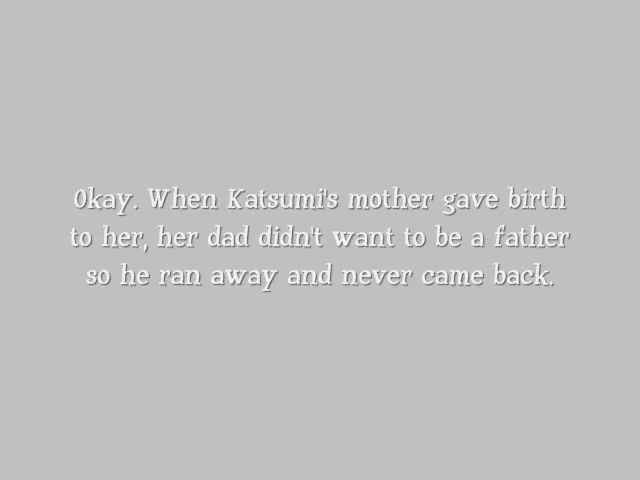 Okay. When Katsumi's mother gave birth
to her, her dad didn't want to be a father
so he ran away and never came back.